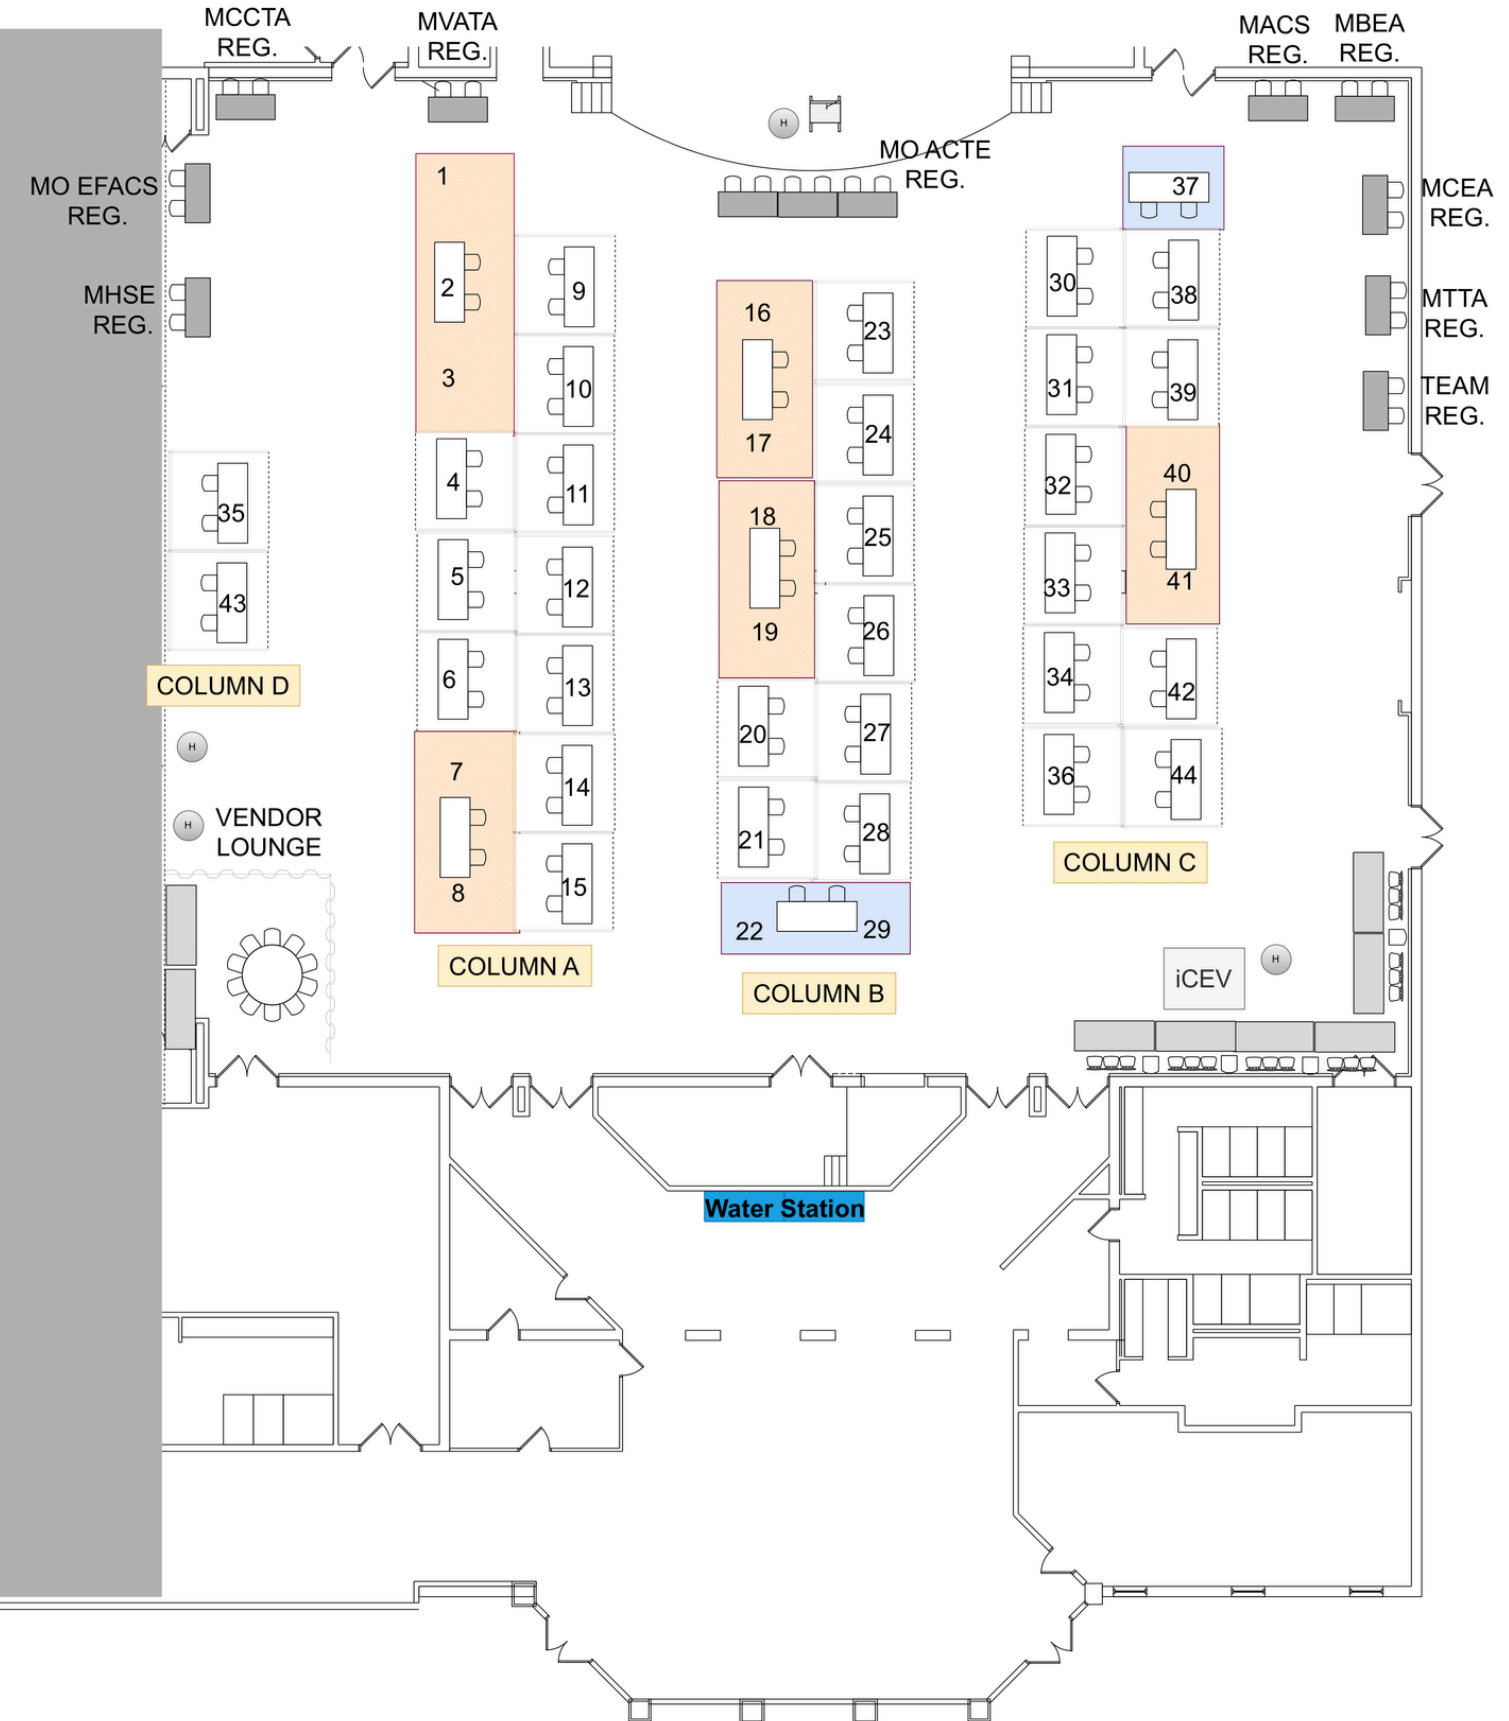 MCCTA
REG.
MVATA
REG.
MACS
REG.
MBEA
REG.
H
MO ACTE
REG.
MO EFACS
REG.
MHSE
REG.
MCEA
REG.
MTTA
REG.
TEAM
REG.
1
2
3
4
5
6
7
8
9
10
11
12
13
14
15
COLUMN A
16
17
18
19
20
21
22
23
24
25
26
27
28
29
COLUMN B
30
31
32
33
34
36
37
38
39
40
41
42
44
COLUMN C
35
43
COLUMN D
H
H
VENDOR
LOUNGE
iCEV
H
Water Station